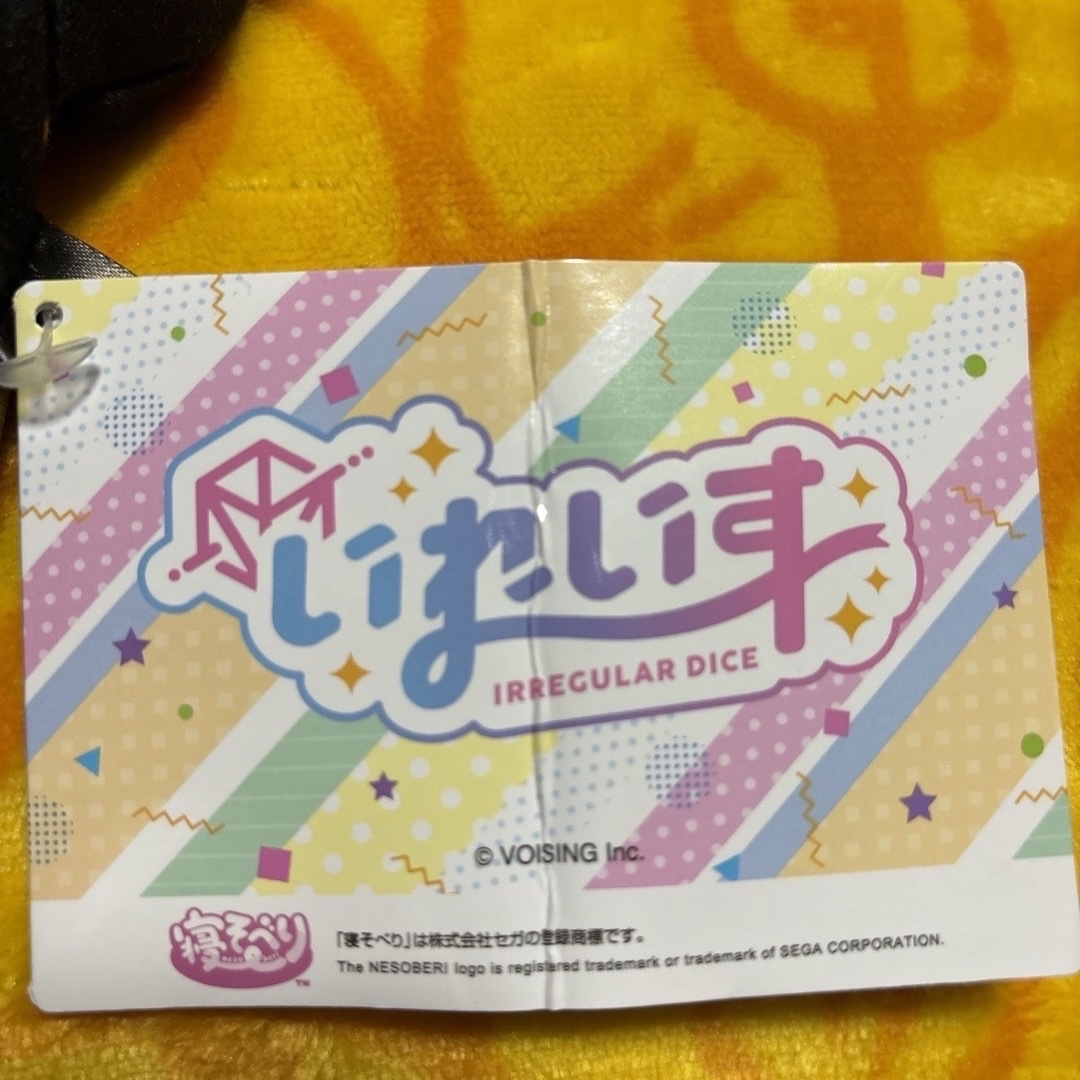 いれいす
IRREGULAR DICE
© VOISING Inc.
寝そべり
NESOBERI
TM
「寝そべり」は株式会社セガの登録商標です。
The NESOBERI logo is registered trademark or trademark of SEGA CORPORATION.